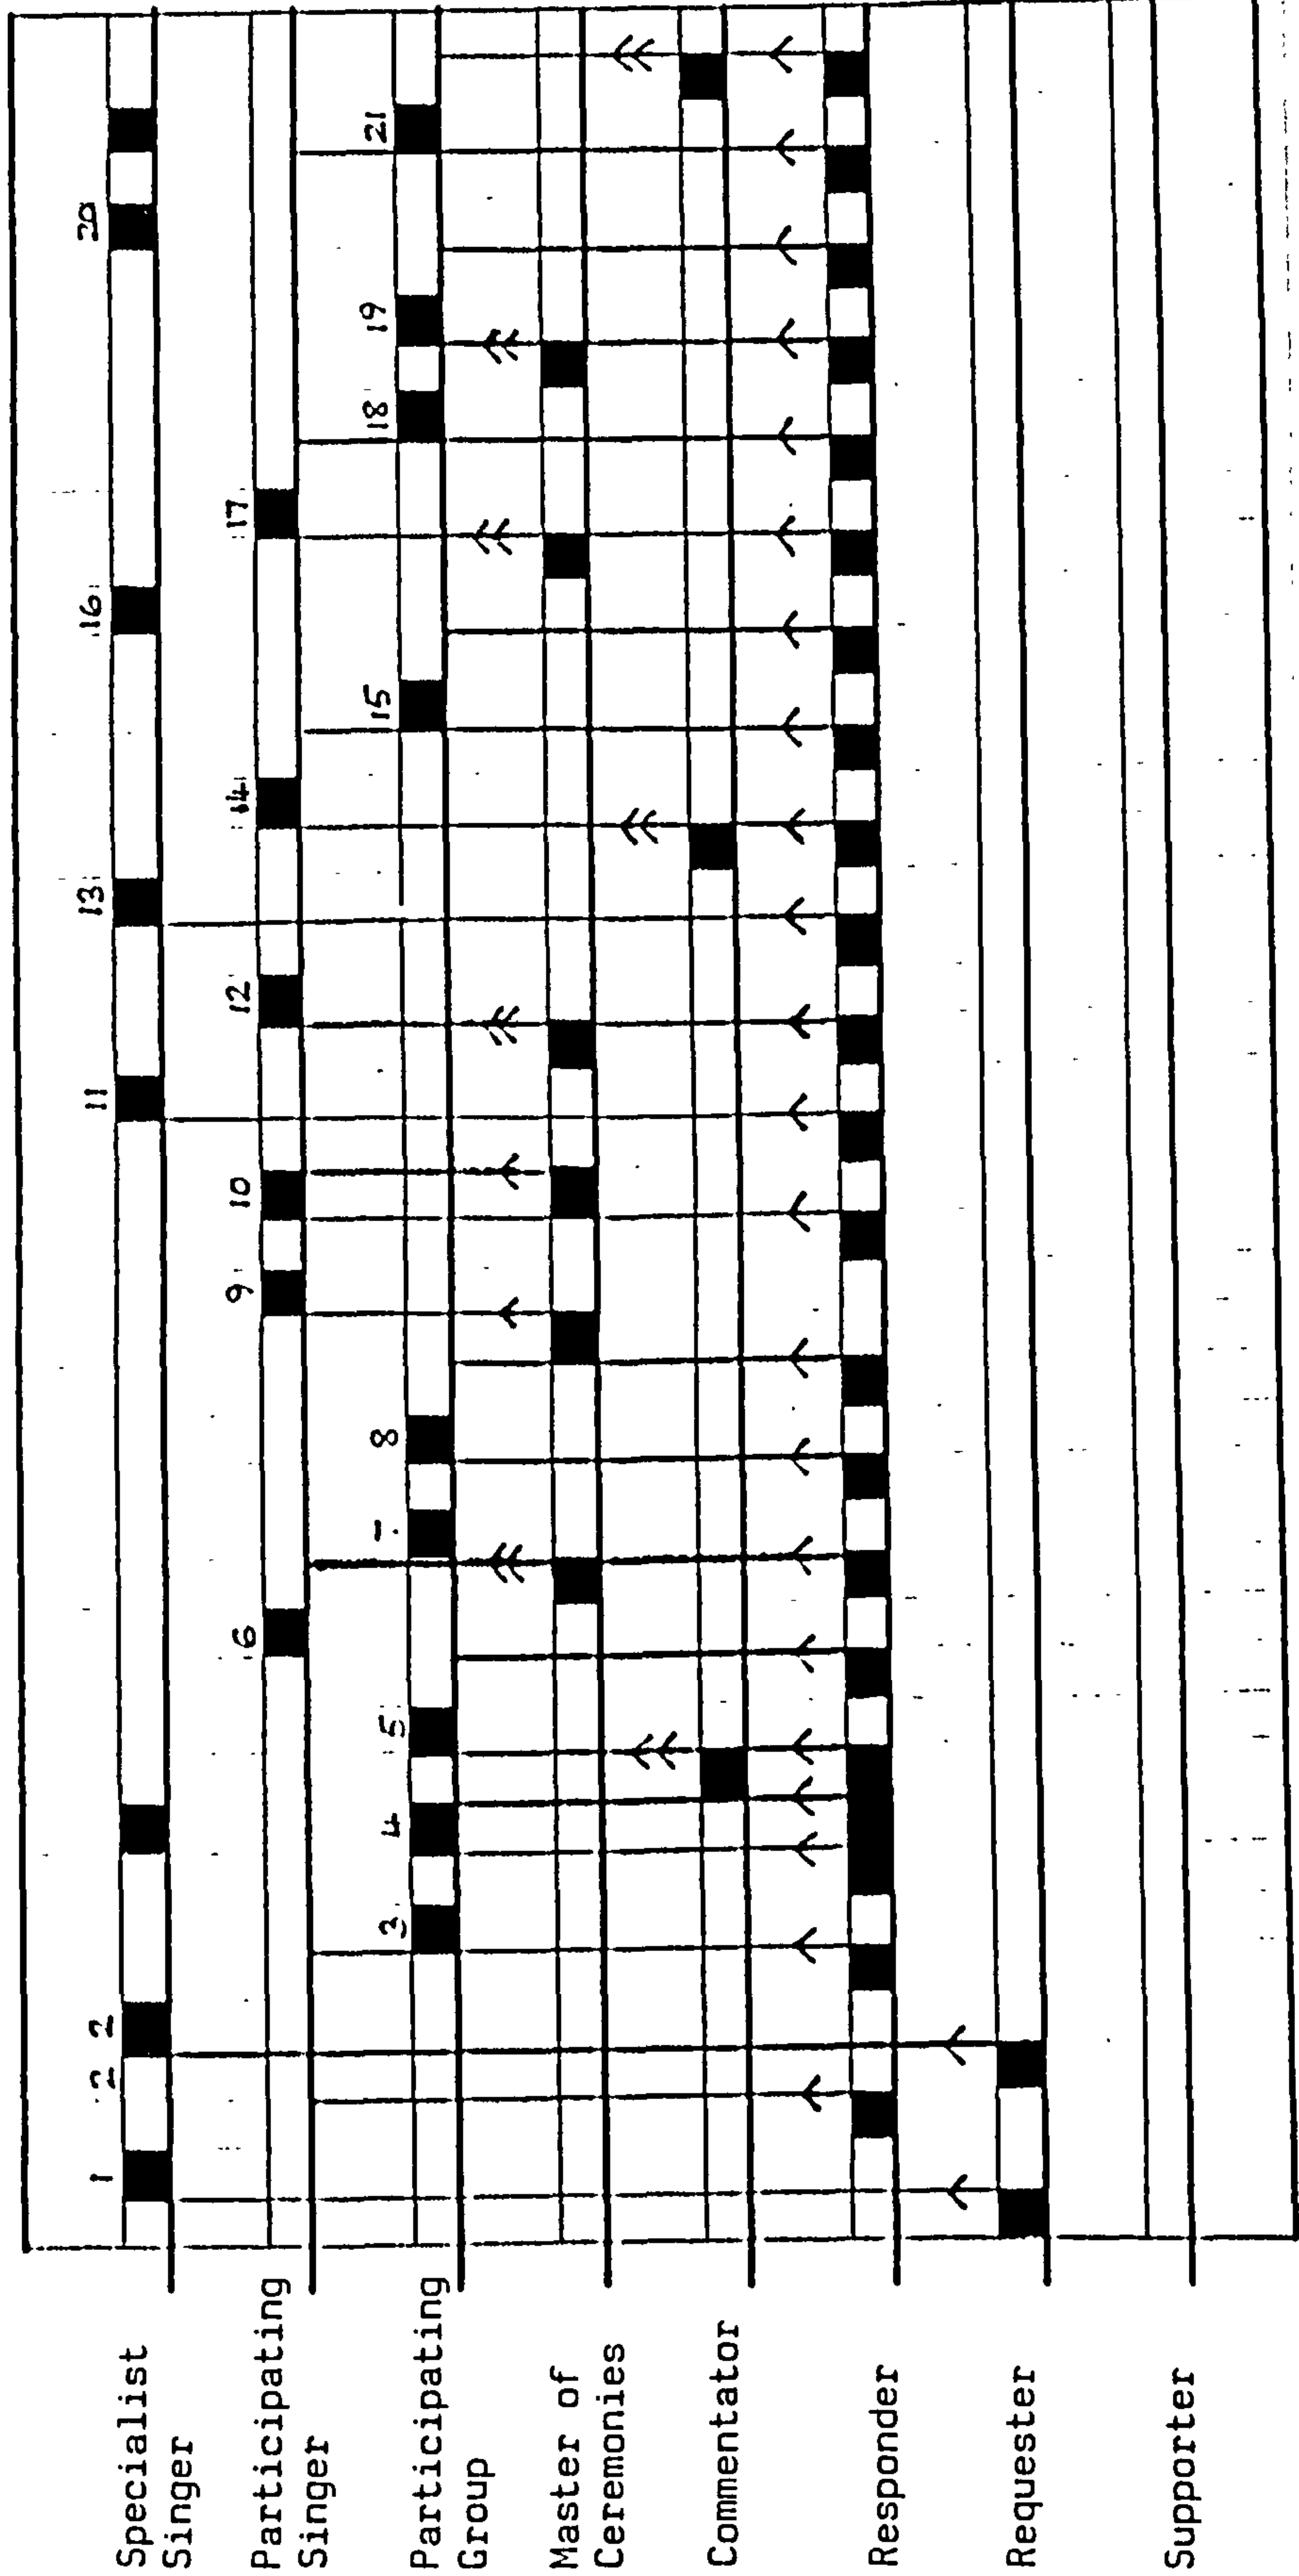 Specialist
Singer
1
2
2
11
13
16
20
Participating
Singer
6
9
10
12
14
17
Participating
Group
3
4
5
7
8
15
18
19
21
Master of
Ceremonies
Commentator
Responder
Requester
Supporter